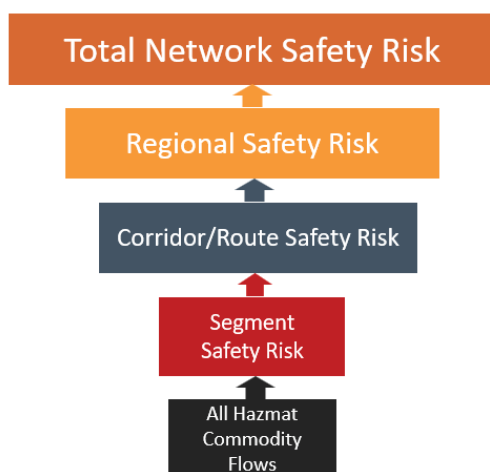 Total Network Safety Risk
Regional Safety Risk
Corridor/Route Safety Risk
Segment
Safety Risk
All Hazmat
Commodity
Flows